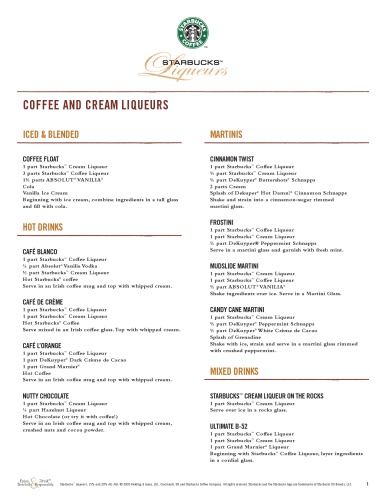 STARBUCKS
COFFEE
STARBUCKS™
Liqueurs
COFFEE AND CREAM LIQUEURS
ICED & BLENDED
COFFEE FLOAT
1 part Starbucks™ Cream Liqueur
3 parts Starbucks™ Coffee Liqueur
1½ parts ABSOLUT® VANILIA®
Cola
Vanilla Ice Cream
Beginning with ice cream, combine ingredients in a tall glass
and fill with cola.
HOT DRINKS
CAFÉ BLANCO
1 part Starbucks™ Coffee Liqueur
½ part Absolut® Vanilia Vodka
½ part Starbucks™ Cream Liqueur
Hot Starbucks® coffee
Serve in an Irish coffee mug and top with whipped cream.
CAFÉ DE CRÈME
1 part Starbucks™ Coffee Liqueur
1 part Starbucks™ Cream Liqueur
Hot Starbucks® Coffee
Serve mixed in an Irish coffee glass. Top with whipped cream.
CAFÉ L'ORANGE
1 part Starbucks™ Coffee Liqueur
1 part DeKuyper® Dark Crème de Cacao
1 part Grand Marnier®
Hot Coffee
Serve in an Irish coffee mug and top with whipped cream.
NUTTY CHOCOLATE
1 part Starbucks™ Cream Liqueur
½ part Hazelnut Liqueur
Hot Chocolate (or try it with coffee!)
Serve in an Irish coffee mug and top with whipped cream,
crushed nuts and cocoa powder.
MARTINIS
CINNAMON TWIST
1 part Starbucks™ Coffee Liqueur
½ part Starbucks™ Cream Liqueur
½ part DeKuyper® Buttershots® Schnapps
2 parts Cream
Splash of Dekuper® Hot Damn!® Cinnamon Schnapps
Shake and strain into a cinnamon-sugar rimmed
martini glass.
FROSTINI
1 part Starbucks™ Coffee Liqueur
1 part Starbucks™ Cream Liqueur
½ part DeKuyper® Peppermint Schnapps
Serve in a martini glass and garnish with fresh mint.
MUDSLIDE MARTINI
1 part Starbucks™ Coffee Liqueur
1 part Starbucks™ Cream Liqueur
½ part ABSOLUT® VANILIA®
Shake ingredients over ice. Serve in a Martini Glass.
CANDY CANE MARTINI
1 part Starbucks™ Cream Liqueur
½ part DeKuyper® Peppermint Schnapps
½ part DeKuyper® White Crème de Cacao
Splash of Grenadine
Shake with ice, strain and serve in a martini glass rimmed
with crushed peppermint.
MIXED DRINKS
STARBUCKS™ CREAM LIQUEUR ON THE ROCKS
1 part Starbucks™ Cream Liqueur
Serve over ice in a rocks glass.
ULTIMATE B-52
1 part Starbucks™ Coffee Liqueur
1 part Starbucks™ Cream Liqueur
1 part Grand Marnier® Liqueur
Beginning with Starbucks™ Coffee Liqueur, layer ingredients
in a cordial glass.
1